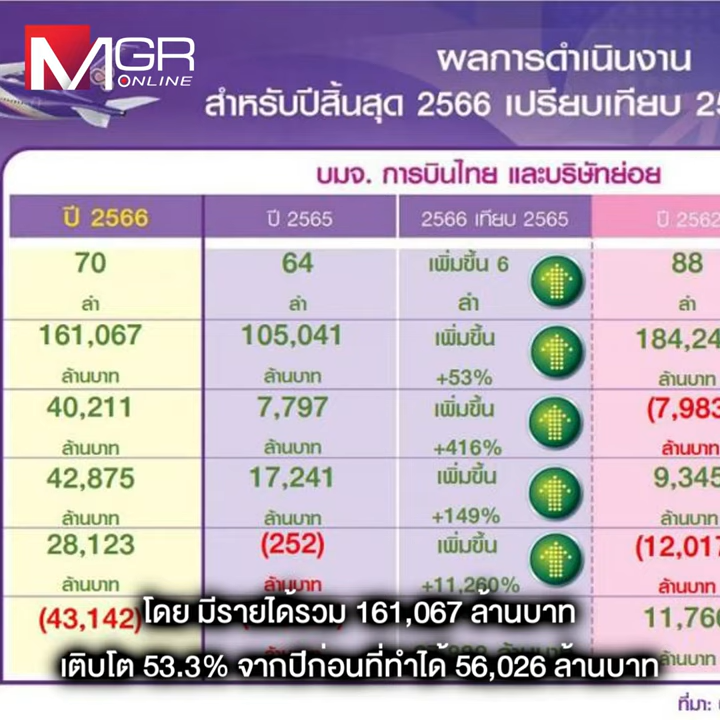 MGR
ONLINE
ผลการดำเนินงาน
สำหรับปีสิ้นสุด 2566 เปรียบเทียบ
บมจ. การบินไทย และบริษัทย่อย
ปี 2566 ปี 2565 2566 เทียบ 2565 ปี 2562
70 64 เพิ่มขึ้น 6 88
ลำ ลำ ลำ ลำ
161,067 105,041 เพิ่มขึ้น
ล้านบาท ล้านบาท +53% ล้านบาท
40,211 7,797 เพิ่มขึ้น (7,983
ล้านบาท ล้านบาท +416% ล้านบาท
42,875 17,241 เพิ่มขึ้น 9,345
ล้านบาท ล้านบาท +149% ล้านบาท
28,123 (252) เพิ่มขึ้น (12,017
ล้านบาท ล้านบาท +11,260% ล้านบาท
(43,142)
โดย มีรายได้รวม 161,067 ล้านบาท
เติบโต 53.3% จากปีก่อนที่ทำได้ 56,026 ล้านบาท
ล้านบาท
ที่มา: